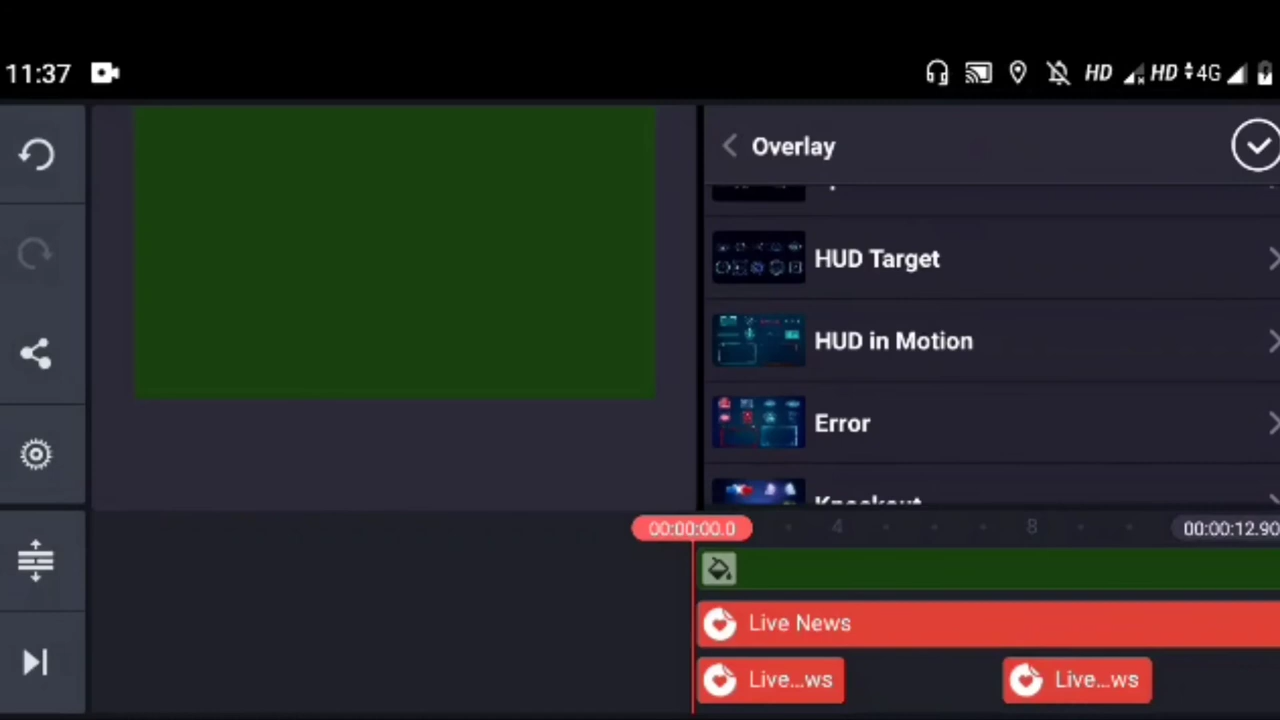 11:37
HD HD 4G
Overlay
HUD Target
HUD in Motion
Error
Knockout
00:00:00.0 4 8 00:00:12.90
Live News
Live...ws Live...ws